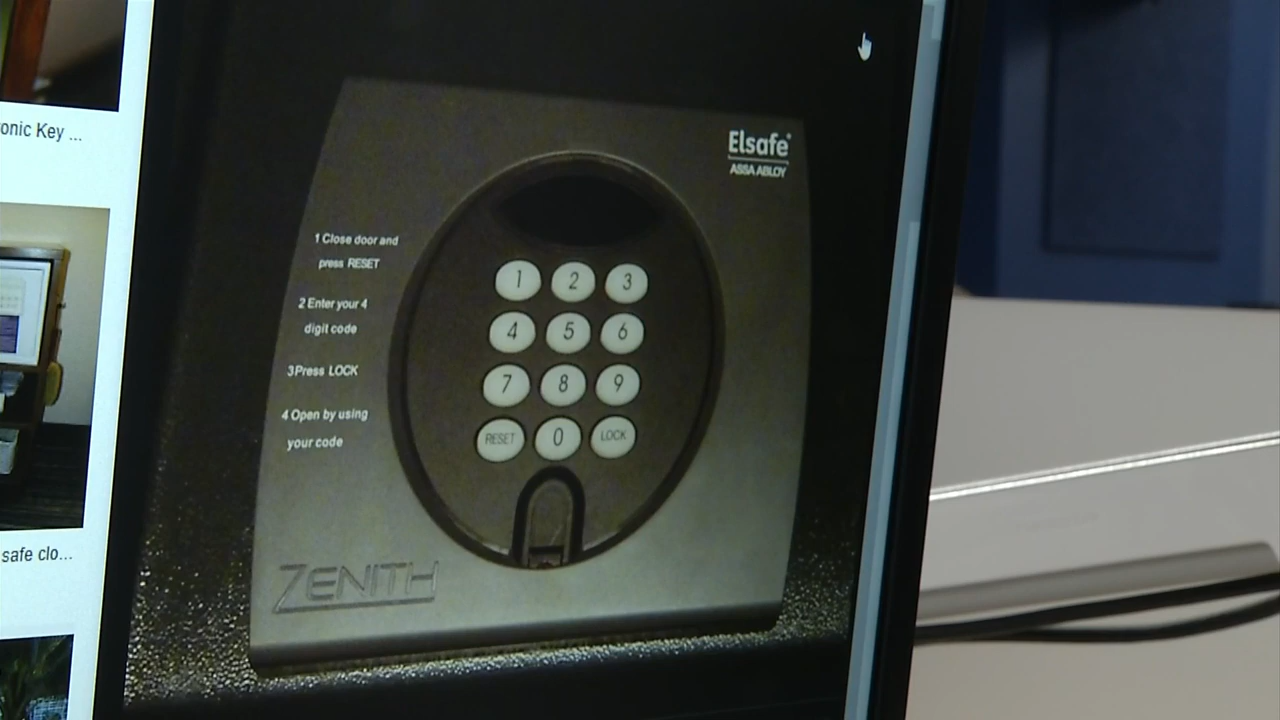 onic Key ...
safe clo...
Elsafe®
ASSA ABLOY
1 Close door and
press RESET
2 Enter your 4
digit code
3 Press LOCK
4 Open by using
your code
1 2 3
4 5 6
7 8 9
RESET 0 LOCK
ZENITH